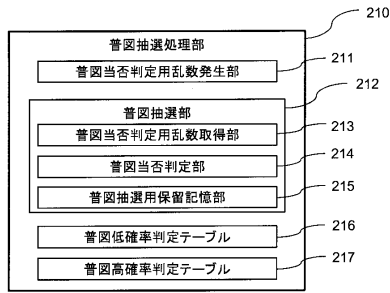 210
普図抽選処理部
普図当否判定用乱数発生部
211
212
普図抽選部
普図当否判定用乱数取得部
213
普図当否判定部
214
普図抽選用保留記憶部
215
普図低確率判定テーブル
216
普図高確率判定テーブル
217